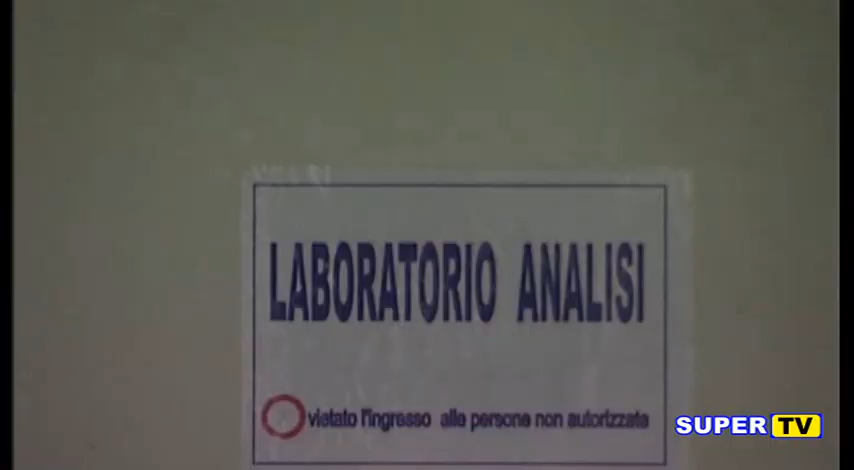 LABORATORIO ANALISI
vietato l'ingresso alle persone non autorizzate
SUPER TV